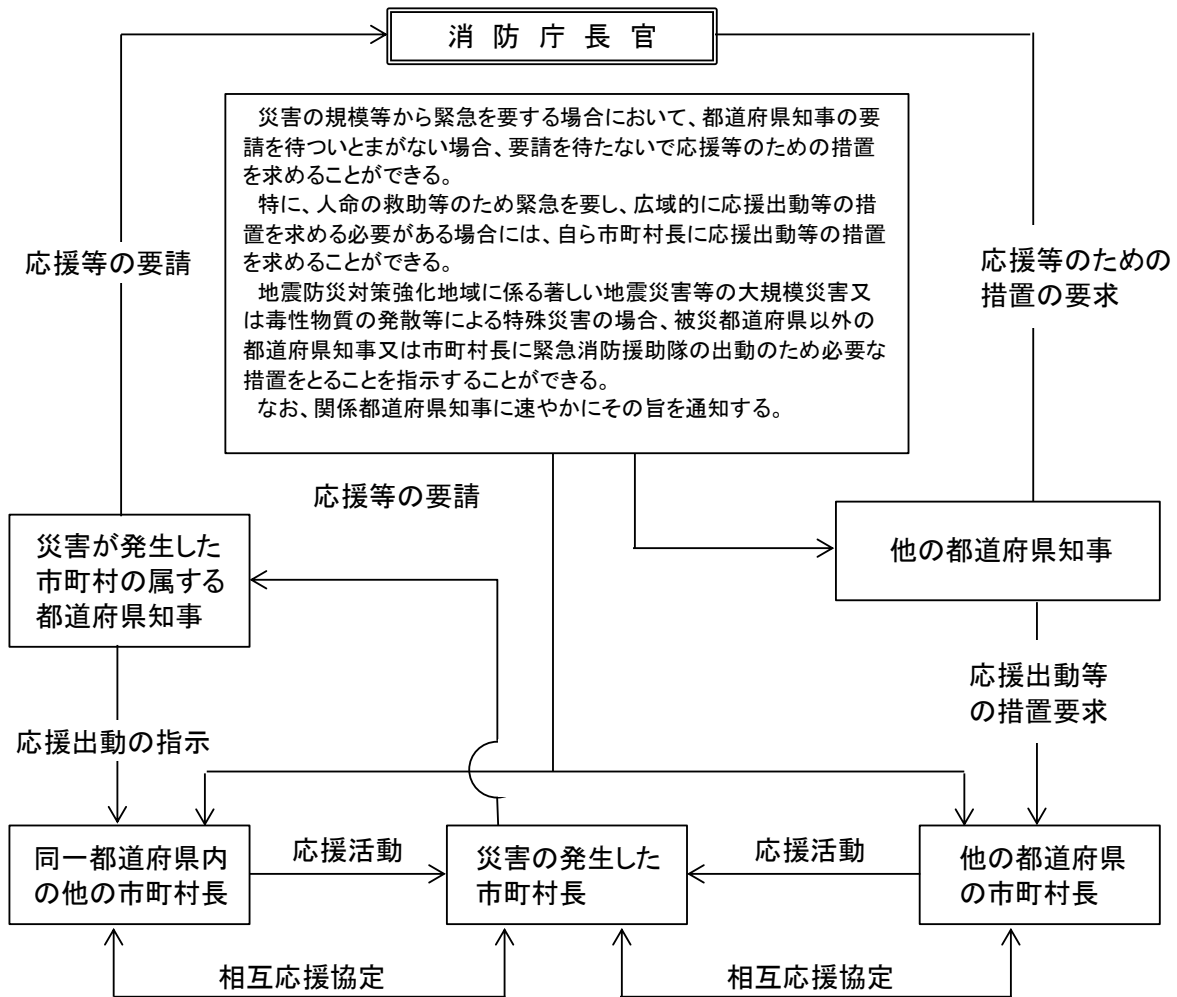 消防庁長官
災害の規模等から緊急を要する場合において、都道府県知事の要
請を待ついとまがない場合、要請を待たないで応援等のための措置
を求めることができる。
特に、人命の救助等のため緊急を要し、広域的に応援出動等の措
置を求める必要がある場合には、自ら市町村長に応援出動等の措置
を求めることができる。
地震防災対策強化地域に係る著しい地震災害等の大規模災害又
は毒性物質の発散等による特殊災害の場合、被災都道府県以外の
都道府県知事又は市町村長に緊急消防援助隊の出動のため必要な
措置をとることを指示することができる。
なお、関係都道府県知事に速やかにその旨を通知する。
応援等の要請
応援等のための
措置の要求
応援等の要請
災害が発生した
市町村の属する
都道府県知事
他の都道府県知事
応援出動の指示
応援出動等
の措置要求
同一都道府県内
の他の市町村長
応援活動
災害の発生した
市町村長
応援活動
他の都道府県
の市町村長
相互応援協定
相互応援協定